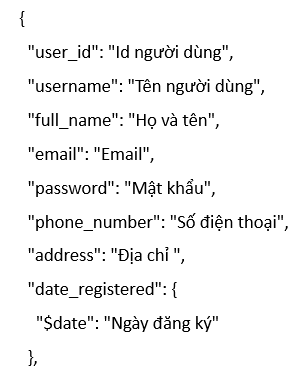 {
"user_id": "Id người dùng",
"username": "Tên người dùng",
"full_name": "Họ và tên",
"email": "Email",
"password": "Mật khẩu",
"phone_number": "Số điện thoại",
"address": "Địa chỉ ",
"date_registered": {
"$date": "Ngày đăng ký"
},